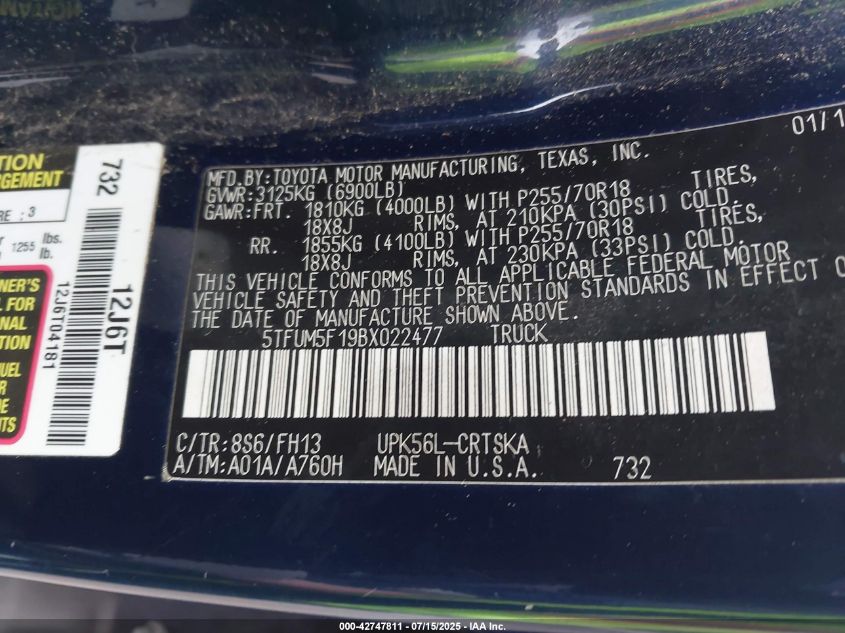 01/1
MFD.BY:TOYOTA MOTOR MANUFACTURING, TEXAS, INC.
GVWR:3125KG (6900LB)
GAWR:FRT. 1810KG (4000LB) WITH P255/70R18 TIRES,
18X8J RIMS, AT 210KPA (30PSI) COLD.
RR. 1855KG (4100LB) WITH P255/70R18 TIRES,
18X8J RIMS, AT 230KPA (33PSI) COLD.
THIS VEHICLE CONFORMS TO ALL APPLICABLE FEDERAL MOTOR
VEHICLE SAFETY AND THEFT PREVENTION STANDARDS IN EFFECT O
THE DATE OF MANUFACTURE SHOWN ABOVE.
5TFUM5F19BX022477 TRUCK
C/TR:8S6/FH13 UPK56L-CRTSKA
A/TM:A01A/A760H MADE IN U.S.A. 732
TION
RGEMENT
RE : 3
1255 lbs.
lb.
NER'S
L FOR
ONAL
TION
UEL
R
DE
NTS
732
12J6T
12J6T04181
000-42747811 - 07/15/2025 - IAA Inc.